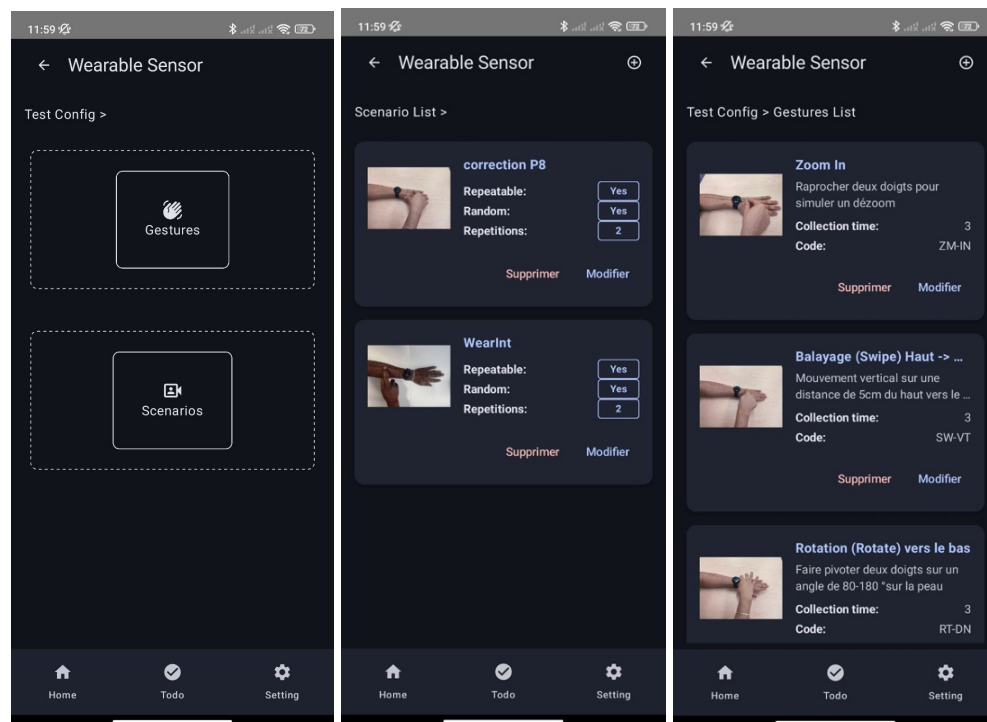 11:59
72
Wearable Sensor
Test Config >
Gestures
Scenarios
Home Todo Setting
11:59
72
Wearable Sensor
Scenario List >
correction P8
Repeatable: Yes
Random: Yes
Repetitions: 2
Supprimer Modifier
WearInt
Repeatable: Yes
Random: Yes
Repetitions: 2
Supprimer Modifier
Home Todo Setting
11:59
72
Wearable Sensor
Test Config > Gestures List
Zoom In
Raprocher deux doigts pour
simuler un dézoom
Collection time: 3
Code: ZM-IN
Supprimer Modifier
Balayage (Swipe) Haut -> ...
Mouvement vertical sur une
distance de 5cm du haut vers le ...
Collection time: 3
Code: SW-VT
Supprimer Modifier
Rotation (Rotate) vers le bas
Faire pivoter deux doigts sur un
angle de 80-180 °sur la peau
Collection time: 3
Code: RT-DN
Home Todo Setting